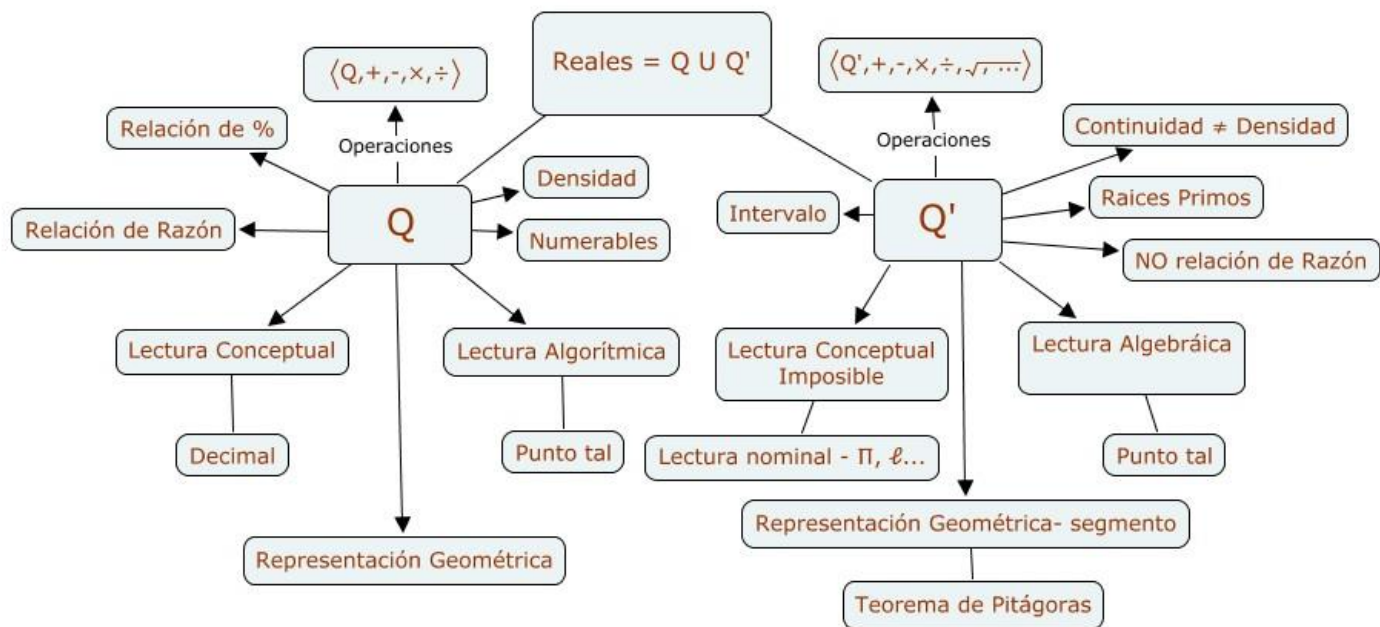 Reales = Q U Q'
⟨Q,+,-,×,÷⟩
⟨Q',+,-,×,÷,√, ...⟩
Relación de %
Operaciones
Operaciones
Continuidad ≠ Densidad
Densidad
Q
Q'
Intervalo
Raices Primos
Relación de Razón
Numerables
NO relación de Razón
Lectura Conceptual
Lectura Algorítmica
Lectura Conceptual
Imposible
Lectura Algebráica
Decimal
Punto tal
Lectura nominal - Π, ℓ...
Punto tal
Representación Geométrica
Representación Geométrica- segmento
Teorema de Pitágoras